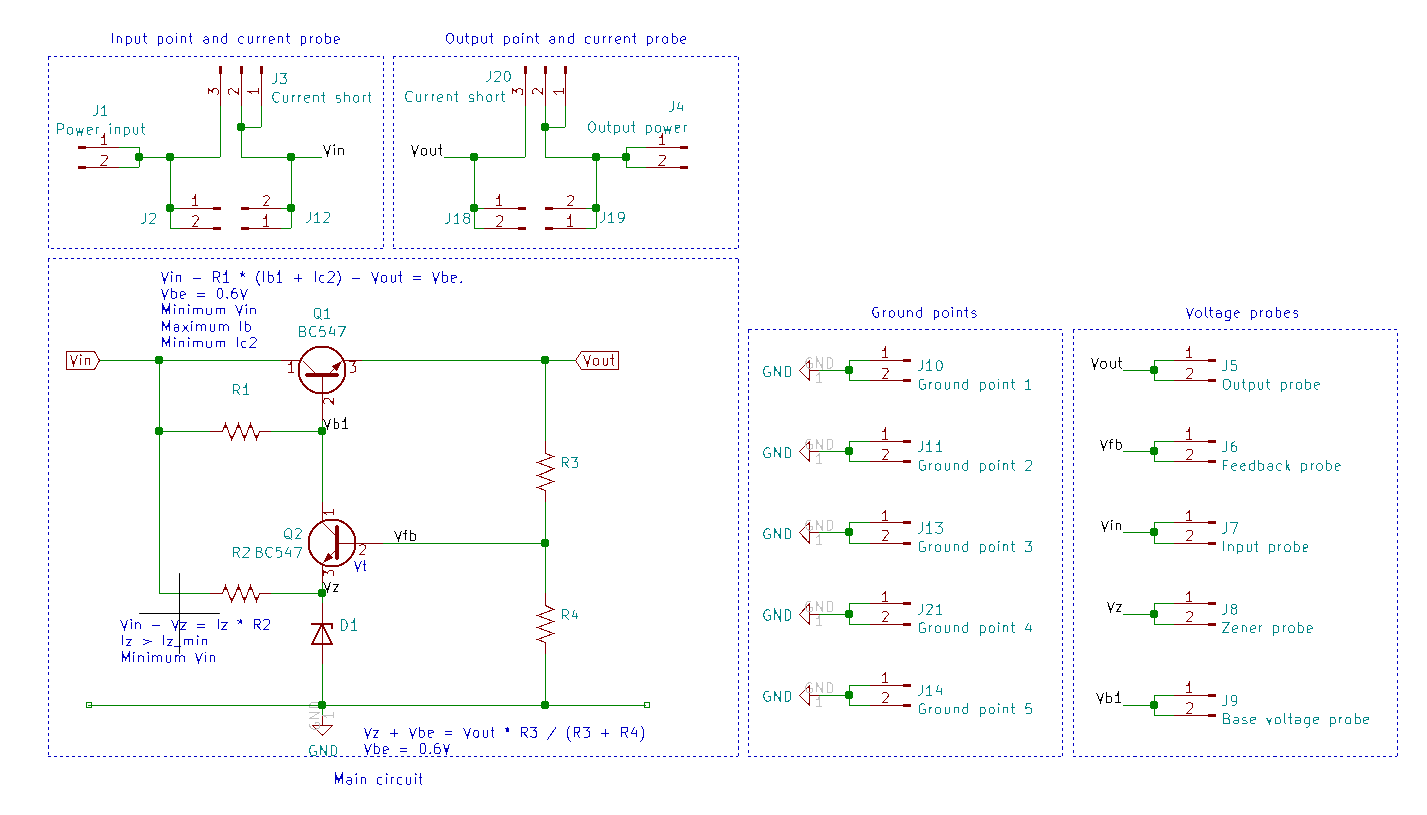 Input point and current probe
J1
Power input
1
2
3
2
1
J3
Current short
Vin
J2
1
2
2
1
J12
Output point and current probe
J20
Current short
3
2
1
J4
Output power
1
2
Vout
J18
1
2
2
1
J19
Vin - R1 * (Ib1 + Ic2) - Vout = Vbe.
Vbe = 0.6V
Minimum Vin
Maximum Ib
Minimum Ic2
Q1
BC547
Vin
1
3
2
Vout
R1
Vb1
R3
Q2
R2 BC547
1
2
3
Vfb
Vt
Vz
Vin - Vz = Iz * R2
Iz > Iz_min
Minimum Vin
D1
R4
GND
1
GND
Vz + Vbe = Vout * R3 / (R3 + R4)
Vbe = 0.6V
Main circuit
Ground points
GND
GND
1
1
2
J10
Ground point 1
GND
GND
1
1
2
J11
Ground point 2
GND
GND
1
1
2
J13
Ground point 3
GND
GND
1
1
2
J21
Ground point 4
GND
GND
1
1
2
J14
Ground point 5
Voltage probes
Vout
1
2
J5
Output probe
Vfb
1
2
J6
Feedback probe
Vin
1
2
J7
Input probe
Vz
1
2
J8
Zener probe
Vb1
1
2
J9
Base voltage probe